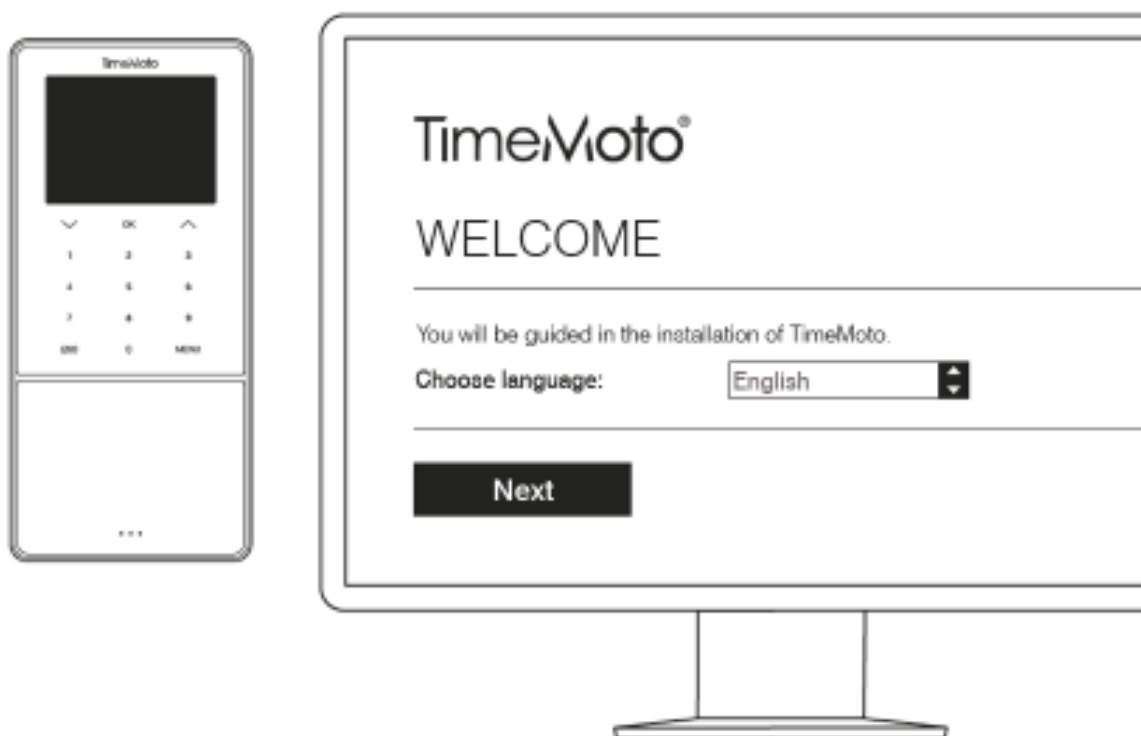 TimeMoto
OK
1 2 3
4 5 6
7 8 9
ESC 0 MENU
TimeMoto®
WELCOME
You will be guided in the installation of TimeMoto.
Choose language:
English
Next